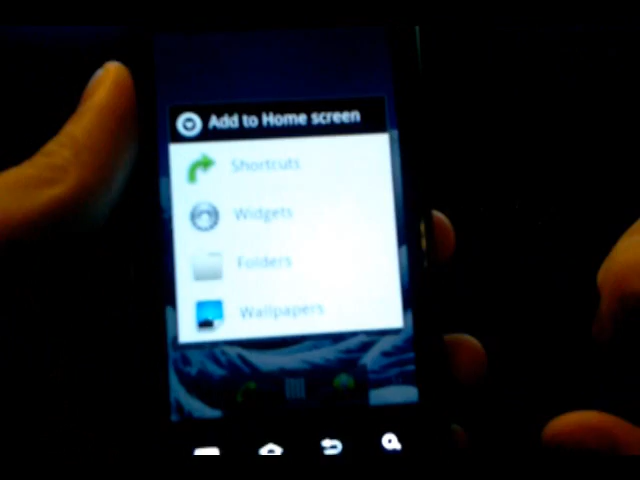 Add to Home screen
Shortcuts
Widgets
Folders
Wallpapers